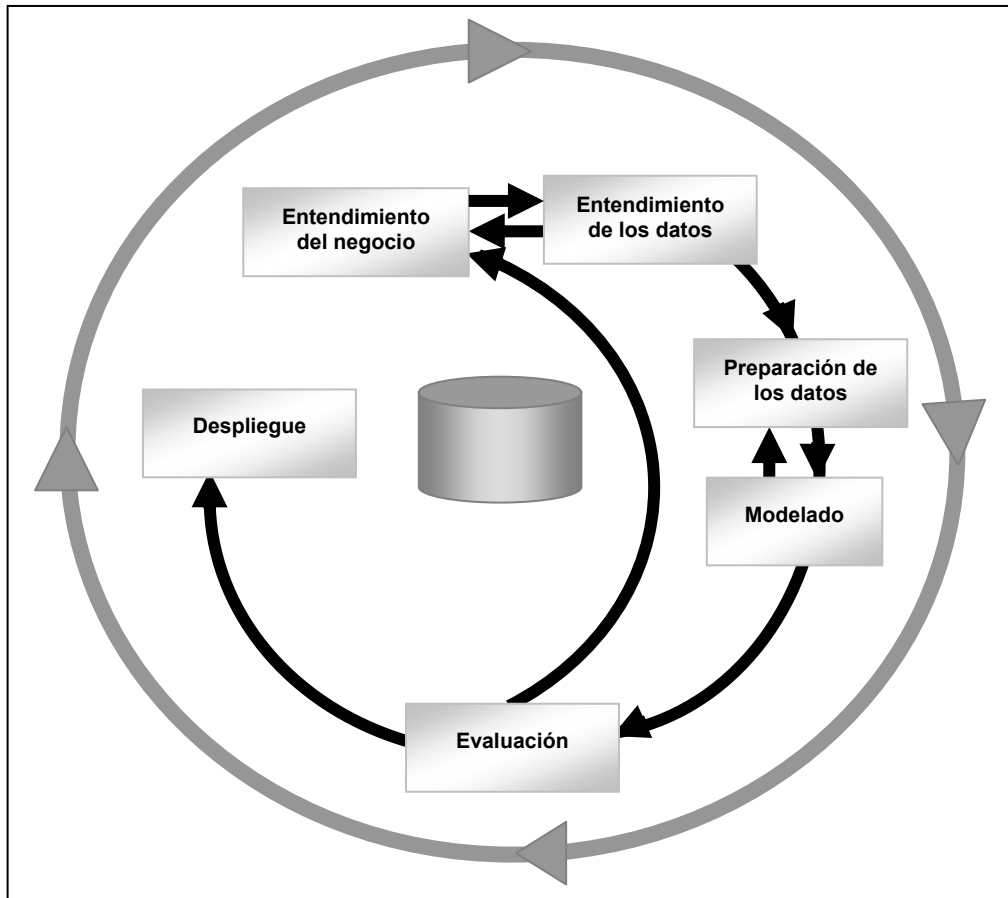 Entendimiento
del negocio
Entendimiento
de los datos
Preparación de
los datos
Despliegue
Modelado
Evaluación